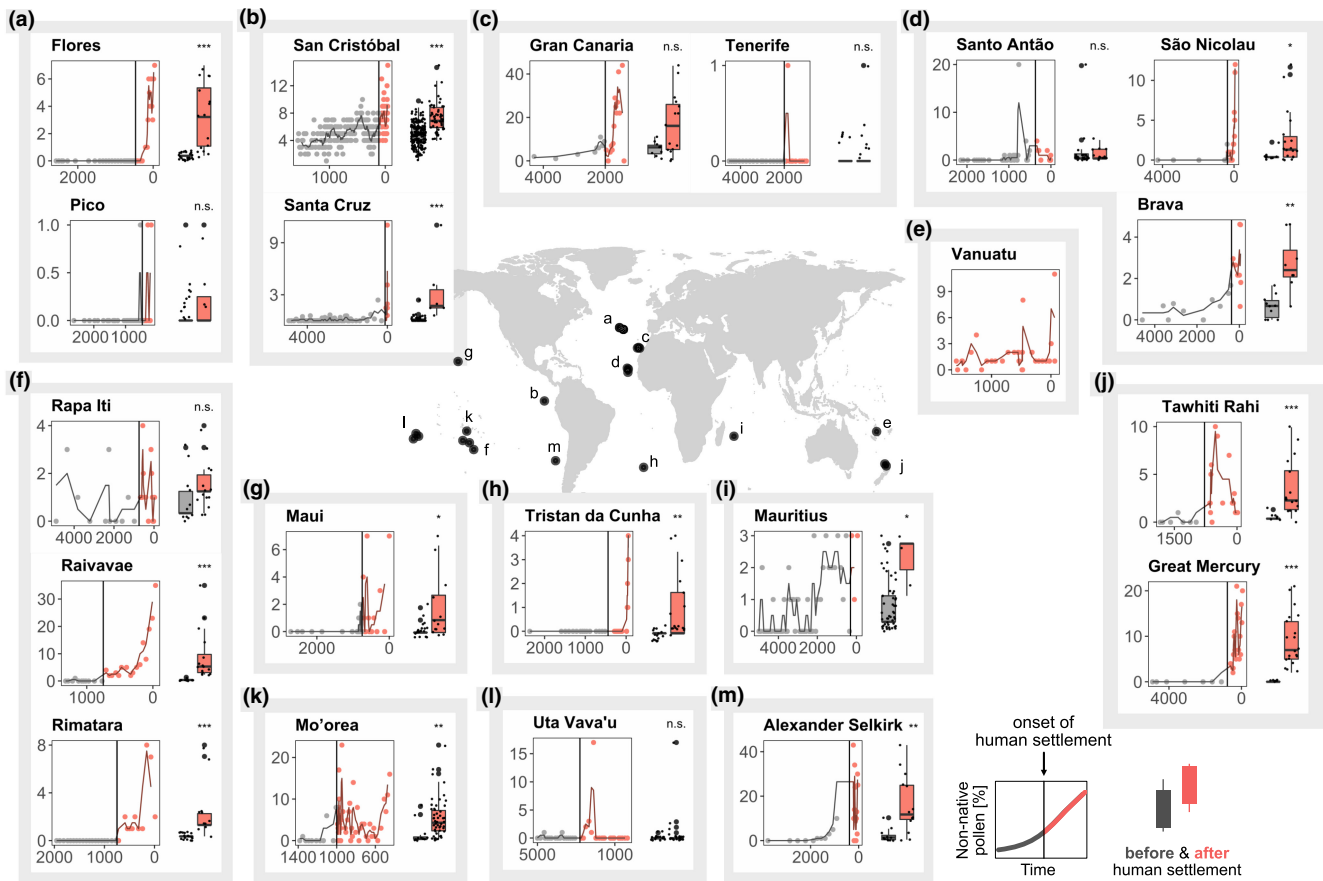 (a)
Flores
***
6
4
2
0
2000
0
Pico
n.s.
1.0
0.5
0.0
2000
1000
(b)
San Cristóbal
***
12
8
4
1000
0
Santa Cruz
***
9
3
4000
2000
0
(c)
Gran Canaria
n.s.
40
20
0
4000
2000
Tenerife
n.s.
1
0
4000
2000
(d)
Santo Antão
n.s.
20
10
0
2000
1000
0
São Nicolau
*
10
5
0
4000
2000
0
Brava
**
4
2
0
4000
2000
0
(e)
Vanuatu
9
6
3
0
1000
0
a
c
d
g
b
l
k
f
m
h
i
e
j
(f)
Rapa Iti
n.s.
4
2
0
4000
2000
0
Raivavae
***
30
20
10
0
1000
0
Rimatara
***
8
4
0
2000
1000
0
(g)
Maui
*
6
4
2
0
2000
0
(h)
Tristan da Cunha
**
4
3
2
1
0
2000
0
(i)
Mauritius
*
3
2
1
0
5000
2000
0
(j)
Tawhiti Rahi
***
10
5
0
1500
0
Great Mercury
***
20
10
0
4000
0
(k)
Mo'orea
**
20
10
0
1400
1000
600
(l)
Uta Vava'u
n.s.
15
10
5
0
5000
1000
(m)
Alexander Selkirk
**
40
20
0
2000
0
onset of
human settlement
Non-native
pollen [%]
Time
before & after
human settlement